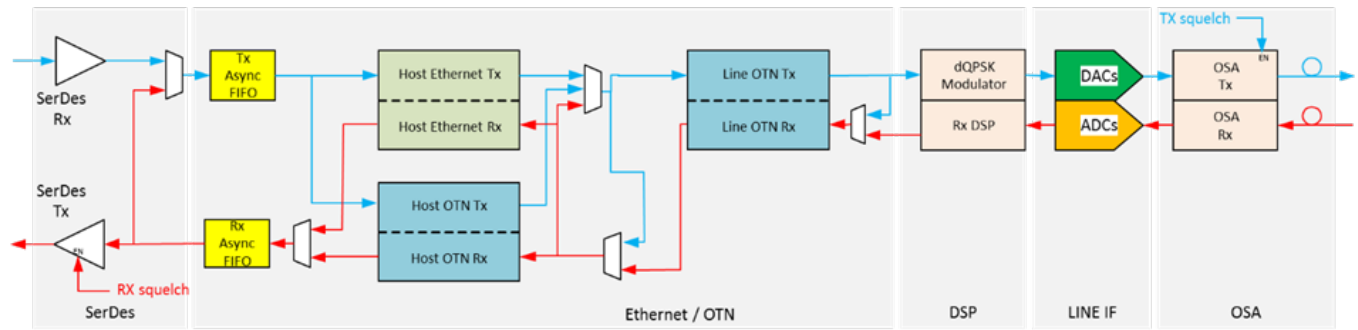 TX squelch
EN
SerDes
Rx
Tx
Async
FIFO
Host Ethernet Tx
Host Ethernet Rx
Line OTN Tx
Line OTN Rx
dQPSK
Modulator
Rx DSP
DACs
ADCs
OSA
Tx
OSA
Rx
SerDes
Tx
EN
RX squelch
Rx
Async
FIFO
Host OTN Tx
Host OTN Rx
SerDes
Ethernet / OTN
DSP
LINE IF
OSA